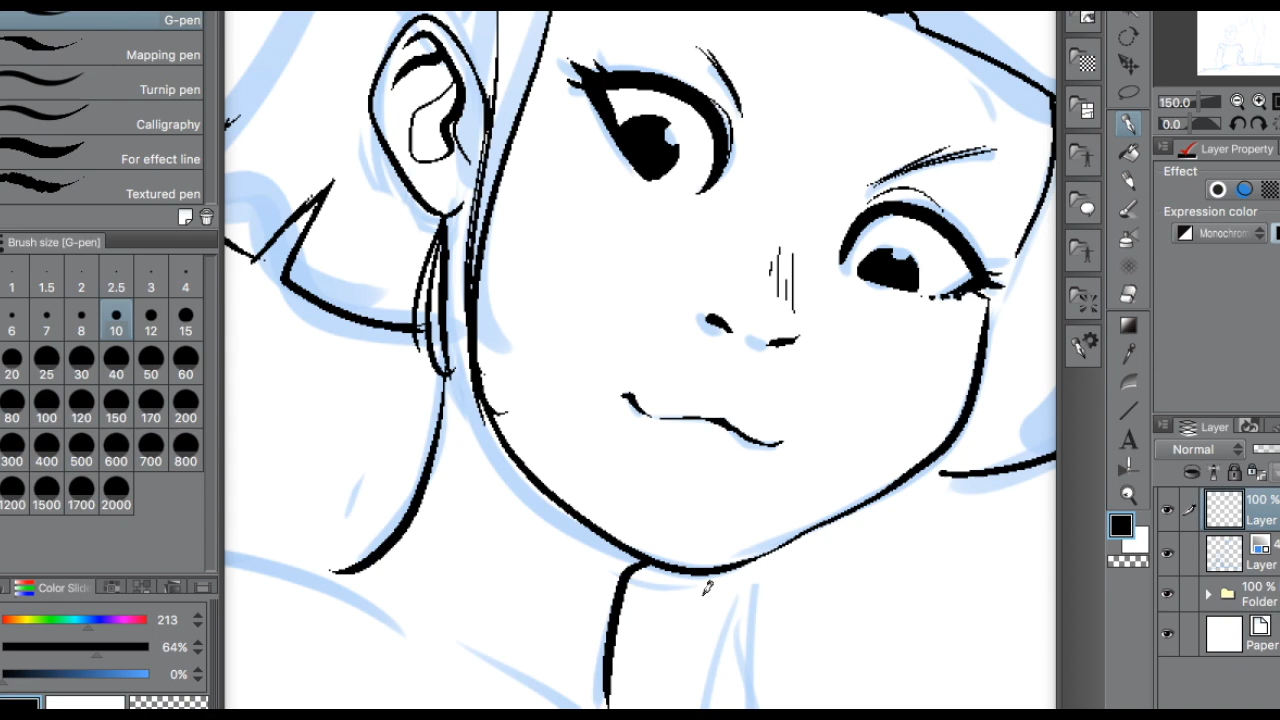 G-pen
Mapping pen
Turnip pen
Calligraphy
For effect line
Textured pen
Brush size [G-pen]
1 1.5 2 2.5 3 4
6 7 8 10 12 15
20 25 30 40 50 60
80 100 120 150 170 200
300 400 500 600 700 800
1200 1500 1700 2000
213
64%
0%
150.0
0.0
Layer Property
Effect
Expression color
Layer
Normal
100 %
Layer
Layer
100 %
Folder
Paper